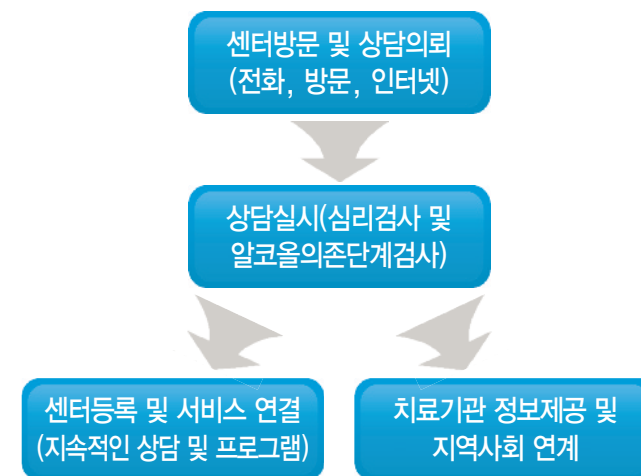 센터방문 및 상담의뢰
(전화, 방문, 인터넷)
상담실시(심리검사 및
알코올의존단계검사)
센터등록 및 서비스 연결
(지속적인 상담 및 프로그램)
치료기관 정보제공 및
지역사회 연계